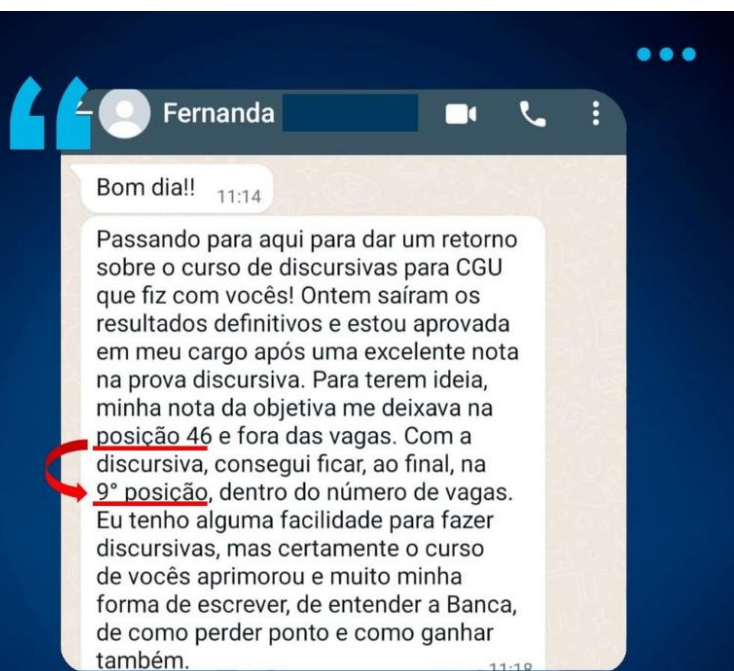 Fernanda
Bom dia!! 11:14
Passando para aqui para dar um retorno
sobre o curso de discursivas para CGU
que fiz com vocês! Ontem saíram os
resultados definitivos e estou aprovada
em meu cargo após uma excelente nota
na prova discursiva. Para terem ideia,
minha nota da objetiva me deixava na
posição 46 e fora das vagas. Com a
discursiva, consegui ficar, ao final, na
9° posição, dentro do número de vagas.
Eu tenho alguma facilidade para fazer
discursivas, mas certamente o curso
de vocês aprimorou e muito minha
forma de escrever, de entender a Banca,
de como perder ponto e como ganhar
também. 11:18